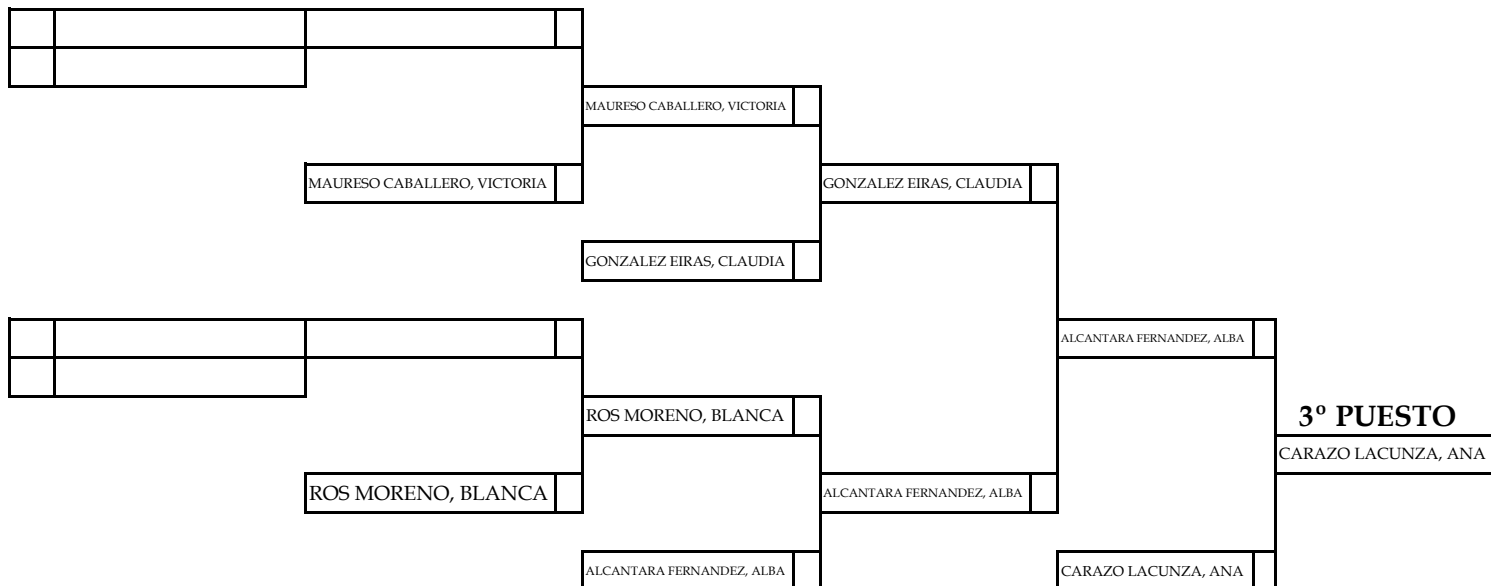 MAURESO CABALLERO, VICTORIA
MAURESO CABALLERO, VICTORIA
GONZALEZ EIRAS, CLAUDIA
GONZALEZ EIRAS, CLAUDIA
ALCANTARA FERNANDEZ, ALBA
ROS MORENO, BLANCA
3º PUESTO
CARAZO LACUNZA, ANA
ROS MORENO, BLANCA
ALCANTARA FERNANDEZ, ALBA
ALCANTARA FERNANDEZ, ALBA
CARAZO LACUNZA, ANA